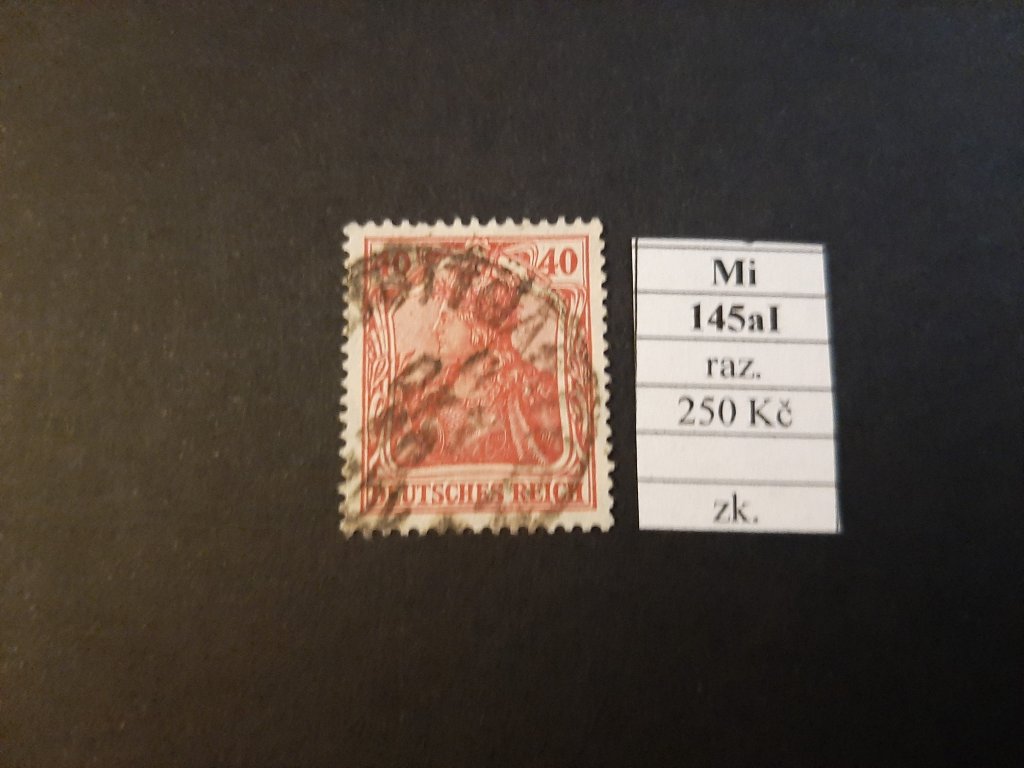 40 40
DEUTSCHES REICH
Mi
145aI
raz.
250 Kč
zk.